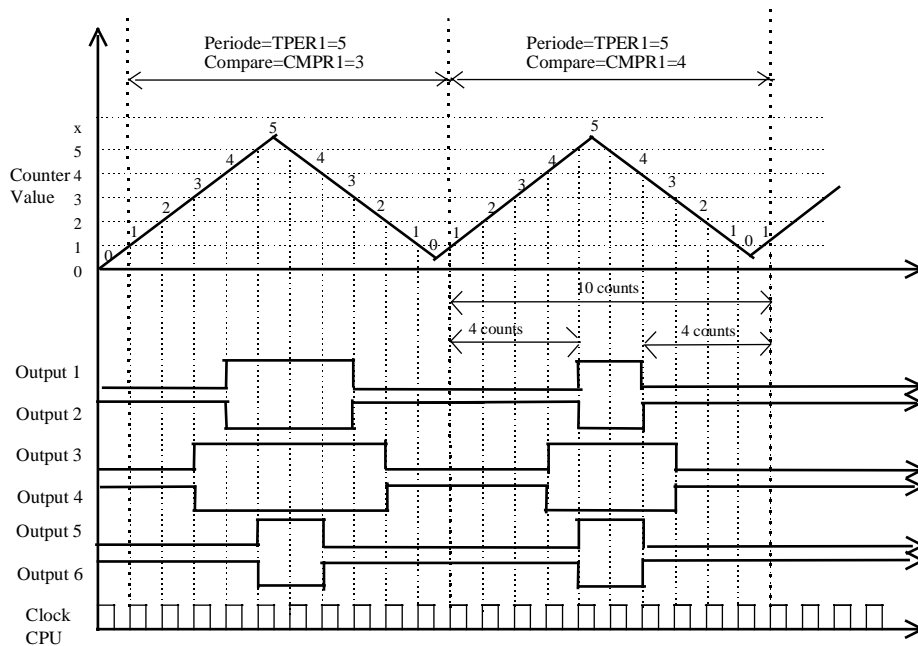 Periode=TPER1=5
Compare=CMPR1=3
Periode=TPER1=5
Compare=CMPR1=4
x
5
4
3
2
1
0
Counter
Value
0
1
2
3
4
5
4
3
2
1
0
1
2
3
4
5
4
3
2
1
0
1
10 counts
4 counts
4 counts
Output 1
Output 2
Output 3
Output 4
Output 5
Output 6
Clock
CPU